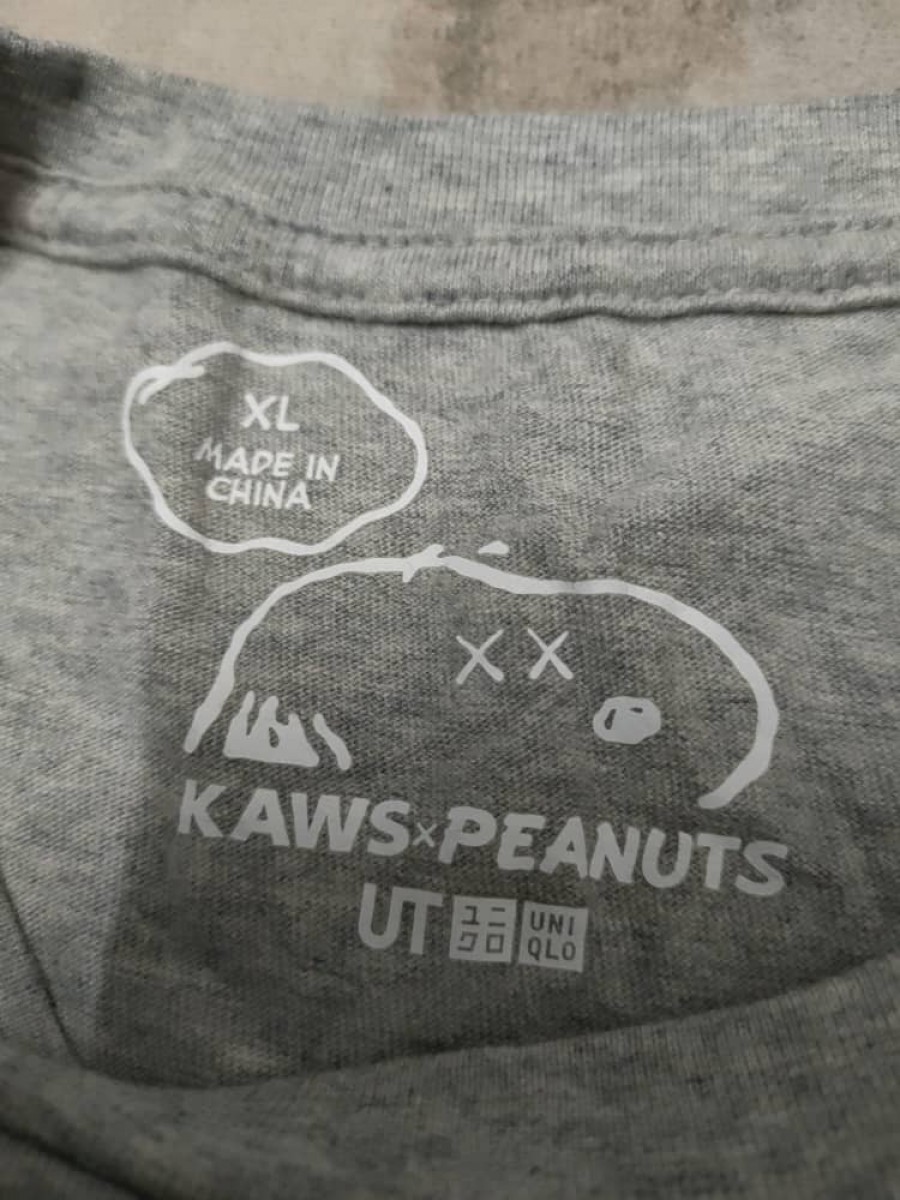 XL
MADE IN
CHINA
KAWS×PEANUTS
UT ユニ UNI
クロ QLO